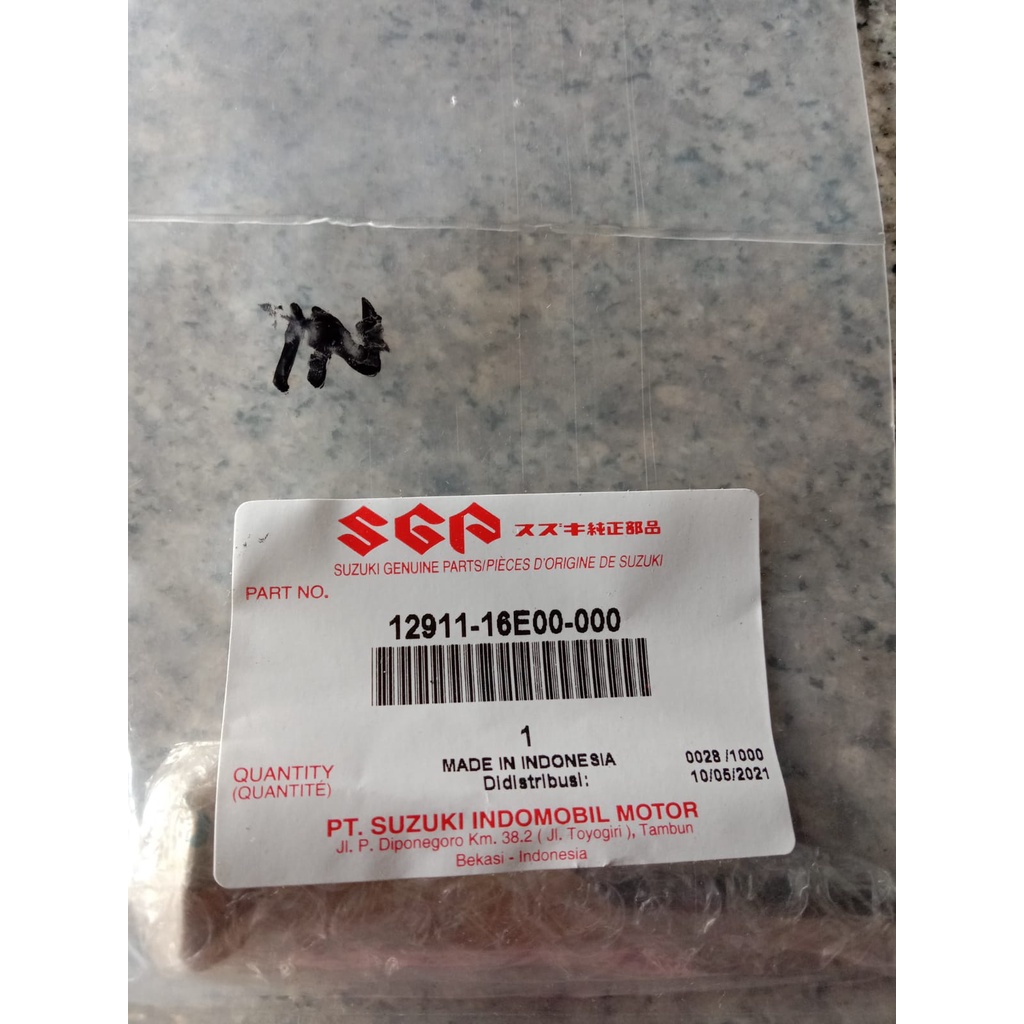 IN
SGP スズキ純正部品
SUZUKI GENUINE PARTS/PIÈCES D'ORIGINE DE SUZUKI
PART NO.
12911-16E00-000
1
MADE IN INDONESIA
0028 /1000
QUANTITY
Didistribusi:
10/05/2021
(QUANTITÉ)
PT. SUZUKI INDOMOBIL MOTOR
Jl. P. Diponegoro Km. 38.2 ( Jl. Toyogiri ), Tambun
Bekasi - Indonesia